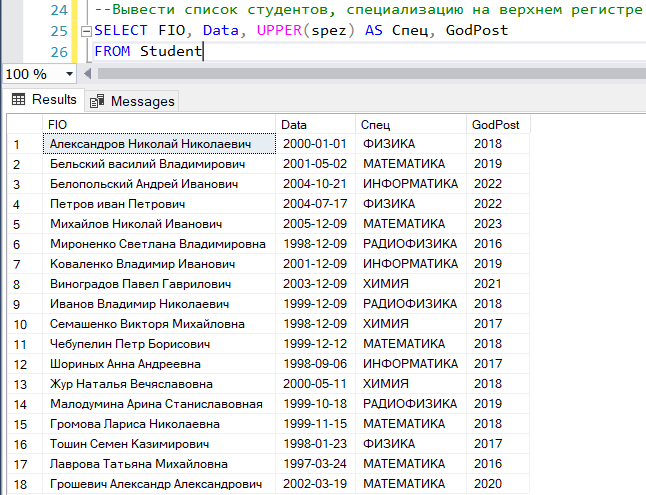 24 --Вывести список студентов, специализацию на верхнем регистре
25 SELECT FIO, Data, UPPER(spez) AS Спец, GodPost
26 FROM Student
100 %
Results Messages
FIO Data Спец GodPost
1 Александров Николай Николаевич 2000-01-01 ФИЗИКА 2018
2 Бельский василий Владимирович 2001-05-02 МАТЕМАТИКА 2019
3 Белопольский Андрей Иванович 2004-10-21 ИНФОРМАТИКА 2022
4 Петров иван Петрович 2004-07-17 ФИЗИКА 2022
5 Михайлов Николай Иванович 2005-12-09 МАТЕМАТИКА 2023
6 Мироненко Светлана Владимировна 1998-12-09 РАДИОФИЗИКА 2016
7 Коваленко Владимир Иванович 2001-12-09 ИНФОРМАТИКА 2019
8 Виноградов Павел Гаврилович 2003-12-09 ХИМИЯ 2021
9 Иванов Владимир Николаевич 1999-12-09 РАДИОФИЗИКА 2018
10 Семашенко Викторя Михайловна 1998-12-09 ХИМИЯ 2017
11 Чебупелин Петр Борисович 1999-12-12 МАТЕМАТИКА 2018
12 Шориных Анна Андреевна 1998-09-06 ИНФОРМАТИКА 2017
13 Жур Наталья Вечяславовна 2000-05-11 ХИМИЯ 2018
14 Малодумина Арина Станиславовная 1999-10-18 РАДИОФИЗИКА 2019
15 Громова Лариса Николаевна 1999-11-15 МАТЕМАТИКА 2018
16 Тошин Семен Казимирович 1998-01-23 ФИЗИКА 2017
17 Лаврова Татьяна Михайловна 1997-03-24 МАТЕМАТИКА 2016
18 Грошевич Александр Александрович 2002-03-19 МАТЕМАТИКА 2020